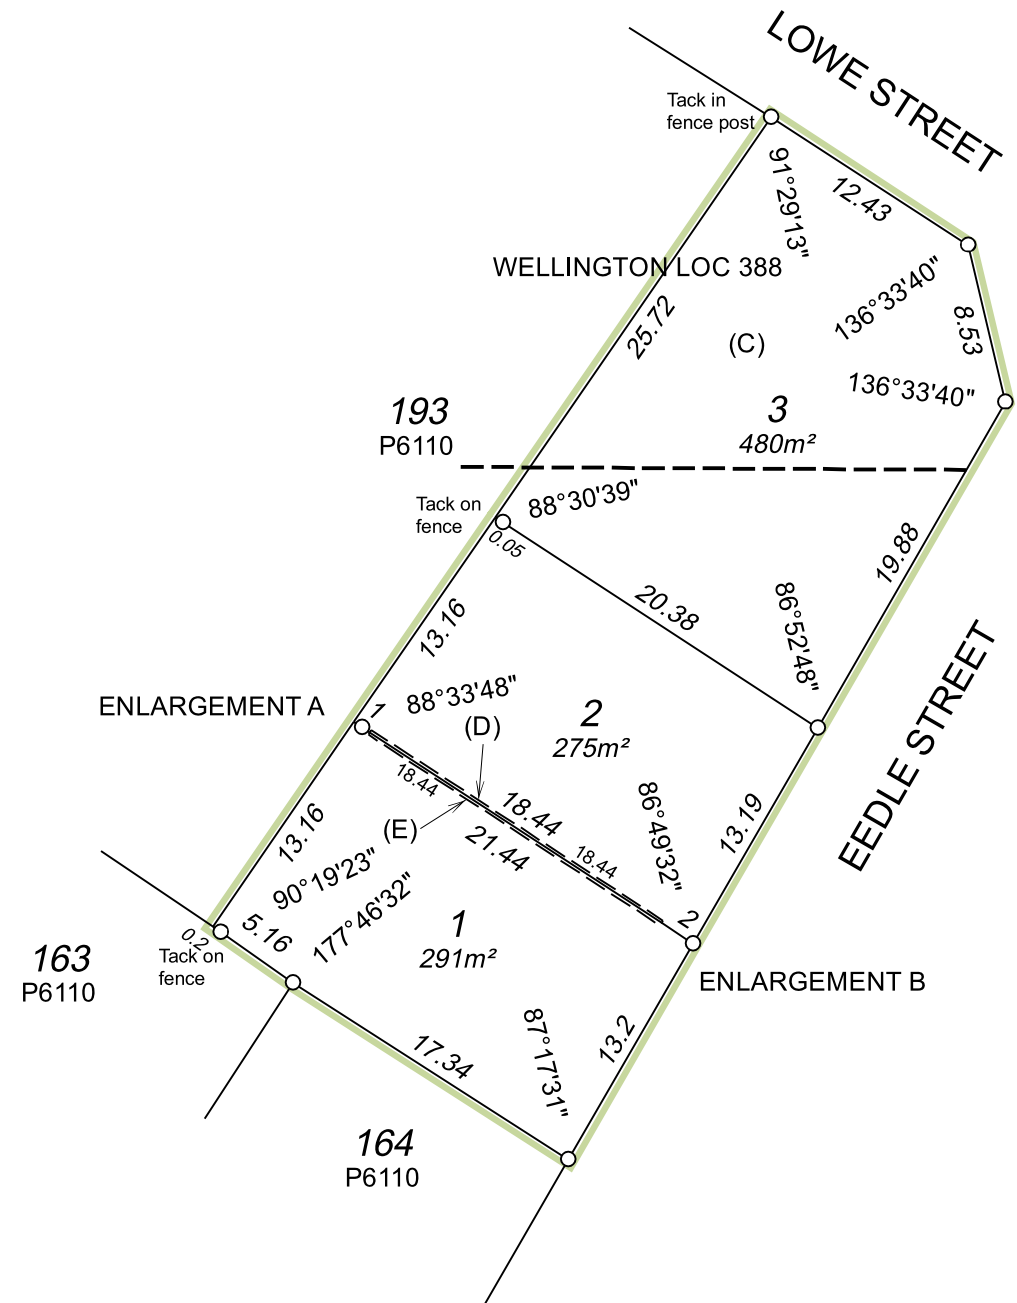 LOWE STREET
Tack in
fence post
91°29'13"
12.43
WELLINGTON LOC 388
136°33'40"
8.53
25.72
(C)
136°33'40"
193
P6110
3
480m²
Tack on
fence
88°30'39"
0.05
19.88
20.38
86°52'48"
13.16
EEDLE STREET
ENLARGEMENT A
1
88°33'48"
(D)
2
275m²
18.44
18.44
86°49'32"
13.19
13.16
(E)
21.44
18.44
90°19'23"
177°46'32"
2
5.16
0.2
Tack on
fence
1
291m²
163
P6110
ENLARGEMENT B
87°17'31"
13.2
17.34
164
P6110